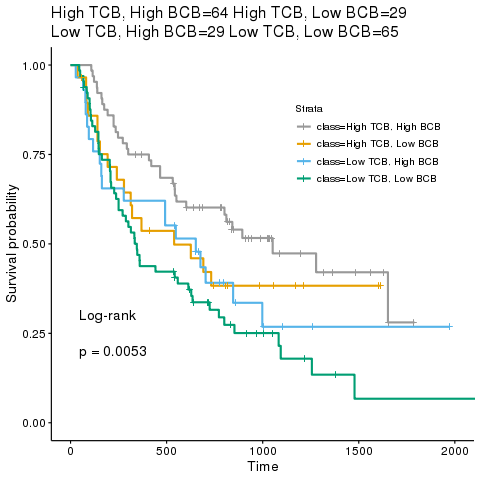 High TCB, High BCB=64 High TCB, Low BCB=29
Low TCB, High BCB=29 Low TCB, Low BCB=65
Strata
class=High TCB. High BCB
class=High TCB. Low BCB
class=Low TCB. High BCB
class=Low TCB. Low BCB
Survival probability
1.00
0.75
0.50
0.25
0.00
Log-rank
p = 0.0053
0 500 1000 1500 2000
Time